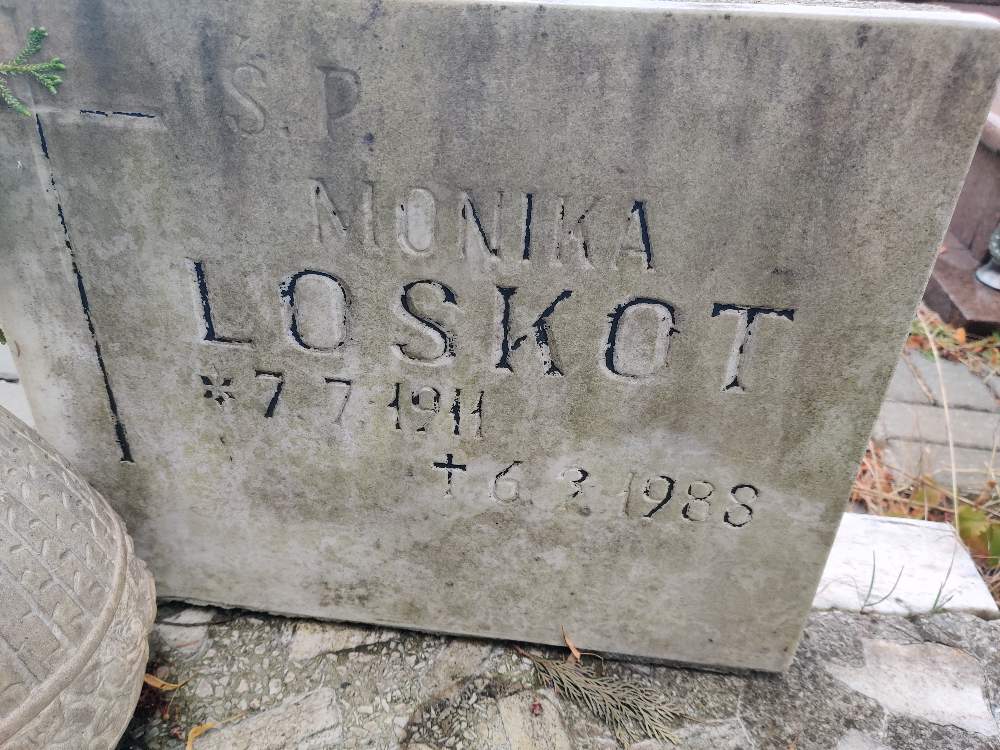 Ś.P.
MONIKA
LOSKOT
* 7 7 1911
† 6 3 1988